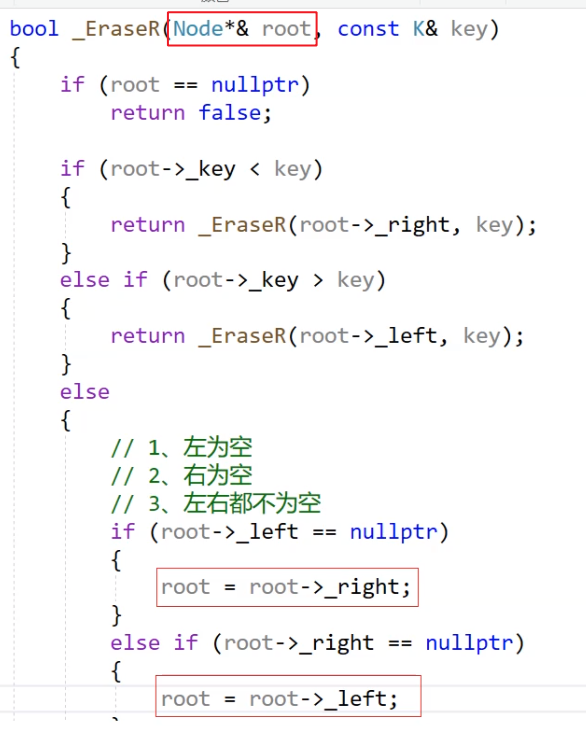 bool _EraseR(Node*& root, const K& key)
{
if (root == nullptr)
return false;
if (root->_key < key)
{
return _EraseR(root->_right, key);
}
else if (root->_key > key)
{
return _EraseR(root->_left, key);
}
else
{
// 1、左为空
// 2、右为空
// 3、左右都不为空
if (root->_left == nullptr)
{
root = root->_right;
}
else if (root->_right == nullptr)
{
root = root->_left;